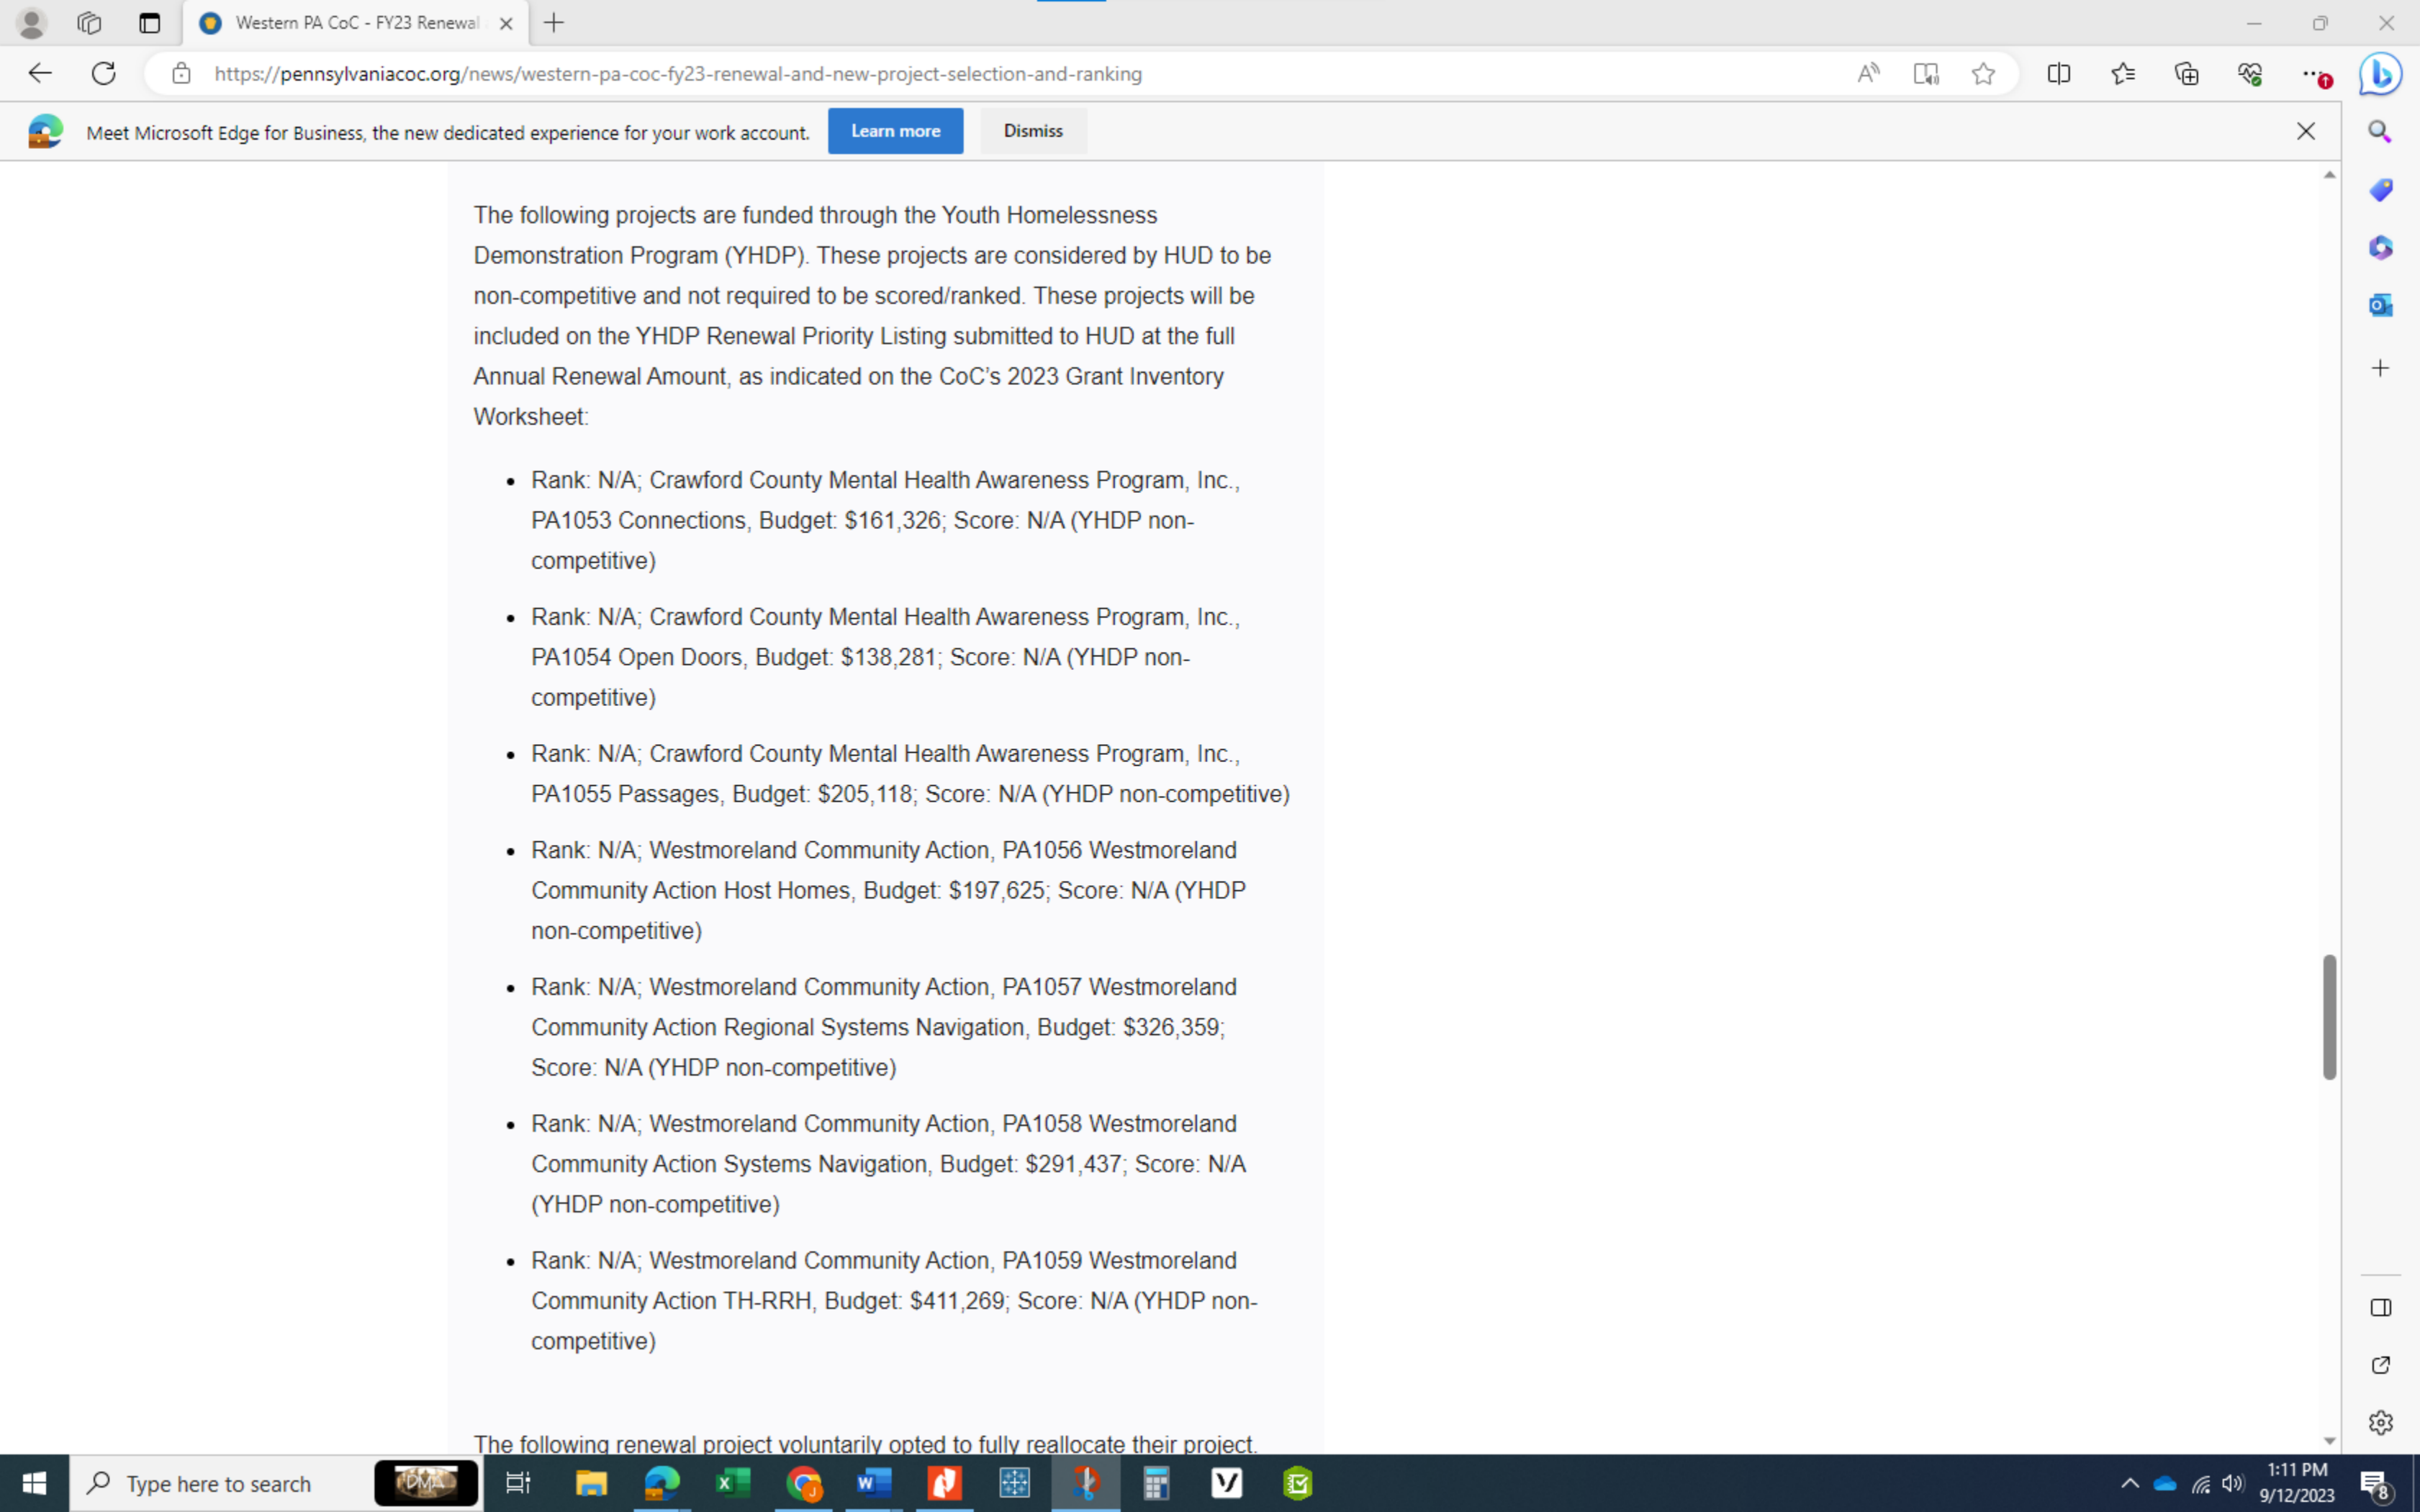 Western PA CoC - FY23 Renewal
https://pennsylvaniacoc.org/news/western-pa-coc-fy23-renewal-and-new-project-selection-and-ranking
Meet Microsoft Edge for Business, the new dedicated experience for your work account.
Learn more
Dismiss
The following projects are funded through the Youth Homelessness
Demonstration Program (YHDP). These projects are considered by HUD to be
non-competitive and not required to be scored/ranked. These projects will be
included on the YHDP Renewal Priority Listing submitted to HUD at the full
Annual Renewal Amount, as indicated on the CoC’s 2023 Grant Inventory
Worksheet:
• Rank: N/A; Crawford County Mental Health Awareness Program, Inc.,
PA1053 Connections, Budget: $161,326; Score: N/A (YHDP non-
competitive)
• Rank: N/A; Crawford County Mental Health Awareness Program, Inc.,
PA1054 Open Doors, Budget: $138,281; Score: N/A (YHDP non-
competitive)
• Rank: N/A; Crawford County Mental Health Awareness Program, Inc.,
PA1055 Passages, Budget: $205,118; Score: N/A (YHDP non-competitive)
• Rank: N/A; Westmoreland Community Action, PA1056 Westmoreland
Community Action Host Homes, Budget: $197,625; Score: N/A (YHDP
non-competitive)
• Rank: N/A; Westmoreland Community Action, PA1057 Westmoreland
Community Action Regional Systems Navigation, Budget: $326,359;
Score: N/A (YHDP non-competitive)
• Rank: N/A; Westmoreland Community Action, PA1058 Westmoreland
Community Action Systems Navigation, Budget: $291,437; Score: N/A
(YHDP non-competitive)
• Rank: N/A; Westmoreland Community Action, PA1059 Westmoreland
Community Action TH-RRH, Budget: $411,269; Score: N/A (YHDP non-
competitive)
The following renewal project voluntarily opted to fully reallocate their project.
Type here to search
DMA
1:11 PM
9/12/2023
8